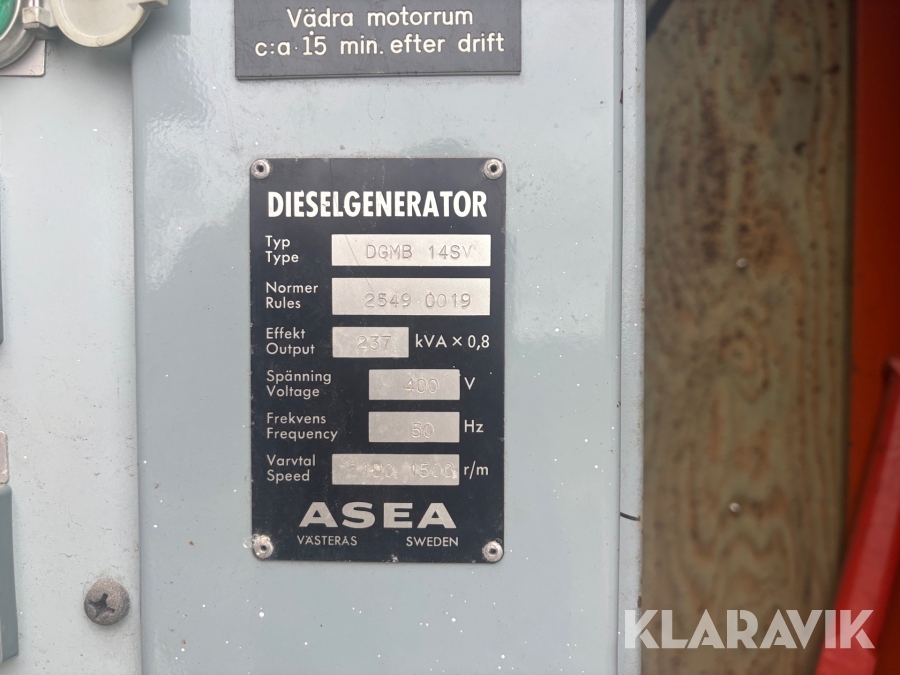 Vädra motorrum
c:a 15 min. efter drift
DIESELGENERATOR
Typ
Type
DGMB 14SV
Normer
Rules
2549 0019
Effekt
Output
237 kVA × 0,8
Spänning
Voltage
400 V
Frekvens
Frequency
50 Hz
Varvtal
Speed
1500 r/m
ASEA
VÄSTERÅS SWEDEN
KLARAVIK